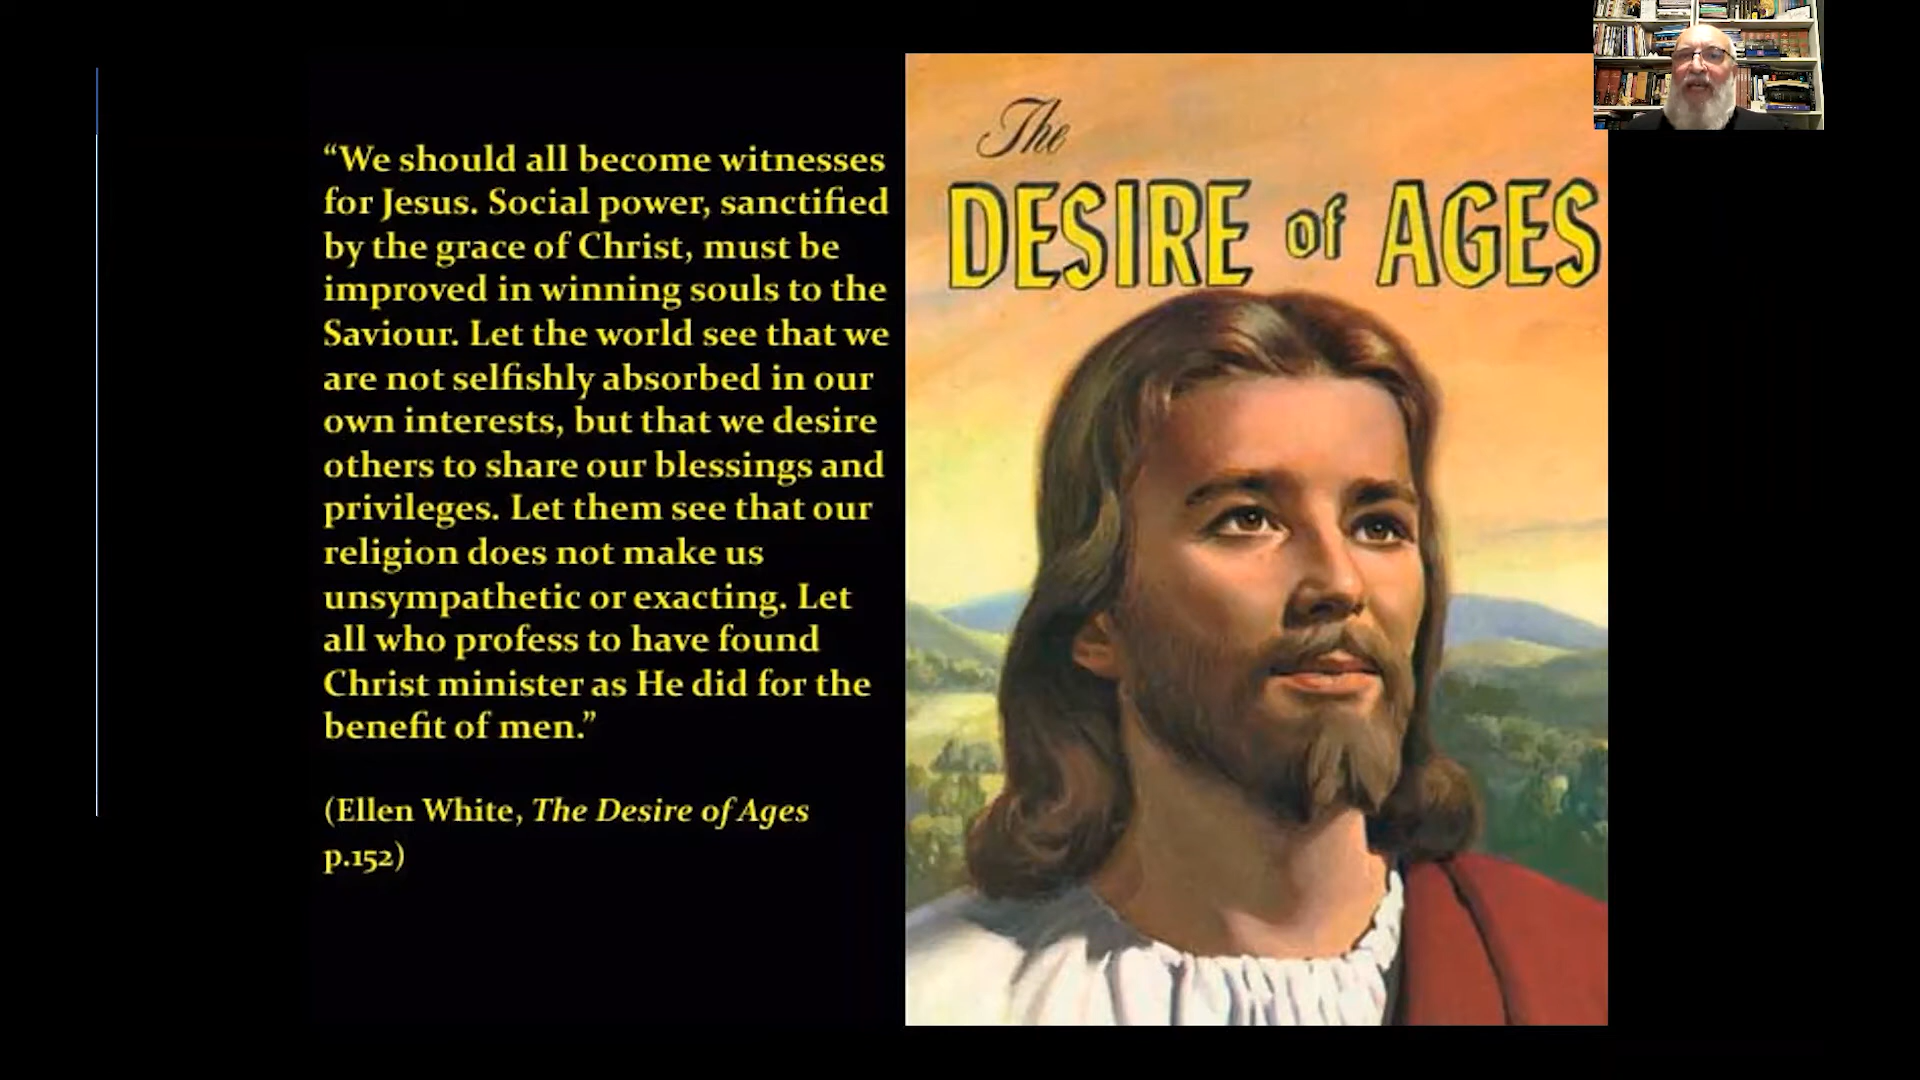 “We should all become witnesses
for Jesus. Social power, sanctified
by the grace of Christ, must be
improved in winning souls to the
Saviour. Let the world see that we
are not selfishly absorbed in our
own interests, but that we desire
others to share our blessings and
privileges. Let them see that our
religion does not make us
unsympathetic or exacting. Let
all who profess to have found
Christ minister as He did for the
benefit of men.”
(Ellen White, The Desire of Ages
p.152)
The
DESIRE of AGES